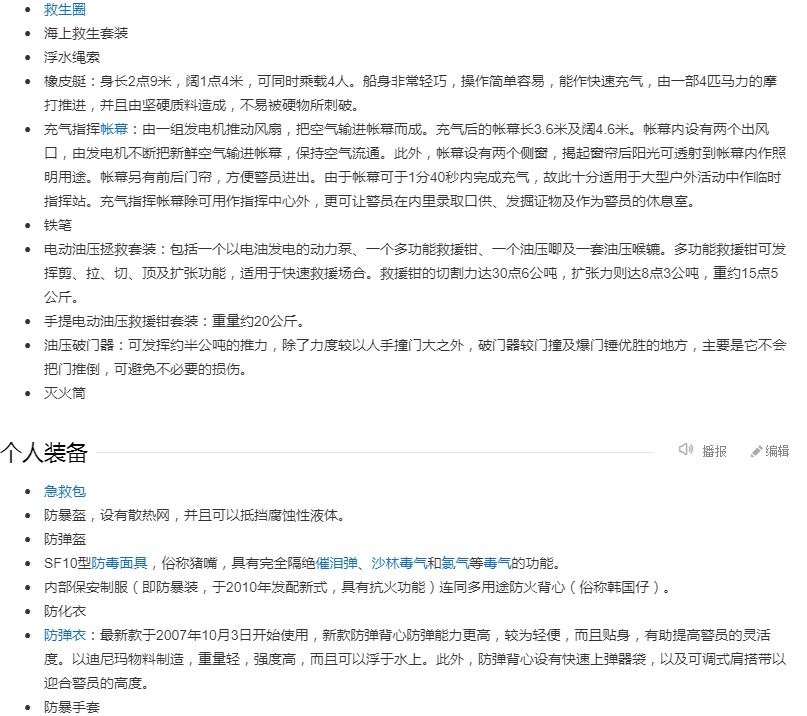 救生圈
海上救生套装
浮水绳索
橡皮艇：身长2点9米，阔1点4米，可同时乘载4人。船身非常轻巧，操作简单容易，能作快速充气，由一部4匹马力的摩
打推进，并且由坚硬质料造成，不易被硬物所刺破。
充气指挥帐幕：由一组发电机推动风扇，把空气输进帐幕而成。充气后的帐幕长3.6米及阔4.6米。帐幕内设有两个出风
口，由发电机不断把新鲜空气输进帐幕，保持空气流通。此外，帐幕设有两个侧窗，揭起窗帘后阳光可透射到帐幕内作照
明用途。帐幕另有前后门帘，方便警员进出。由于帐幕可于1分40秒内完成充气，故此十分适用于大型户外活动中作临时
指挥站。充气指挥帐幕除可用作指挥中心外，更可让警员在内里录取口供、发掘证物及作为警员的休息室。
铁笔
电动油压拯救套装：包括一个以电油发电的动力泵、一个多功能救援钳、一个油压唧及一套油压喉辘。多功能救援钳可发
挥剪、拉、切、顶及扩张功能，适用于快速救援场合。救援钳的切割力达30点6公吨，扩张力则达8点3公吨，重约15点5
公斤。
手提电动油压救援钳套装：重量约20公斤。
油压破门器：可发挥约半公吨的推力，除了力度较以人手撞门大之外，破门器较门撞及爆门锤优胜的地方，主要是它不会
把门推倒，可避免不必要的损伤。
灭火筒
个人装备 播报 编辑
急救包
防暴盔，设有散热网，并且可以抵挡腐蚀性液体。
防弹盔
SF10型防毒面具，俗称猪嘴，具有完全隔绝催泪弹、沙林毒气和氯气等毒气的功能。
内部保安制服（即防暴装，于2010年发配新式，具有抗火功能）连同多用途防火背心（俗称韩国仔）。
防化衣
防弹衣：最新款于2007年10月3日开始使用，新款防弹背心防弹能力更高，较为轻便，而且贴身，有助提高警员的灵活
度。以迪尼玛物料制造，重量轻，强度高，而且可以浮于水上。此外，防弹背心设有快速上弹器袋，以及可调式肩搭带以
迎合警员的高度。
防暴手套